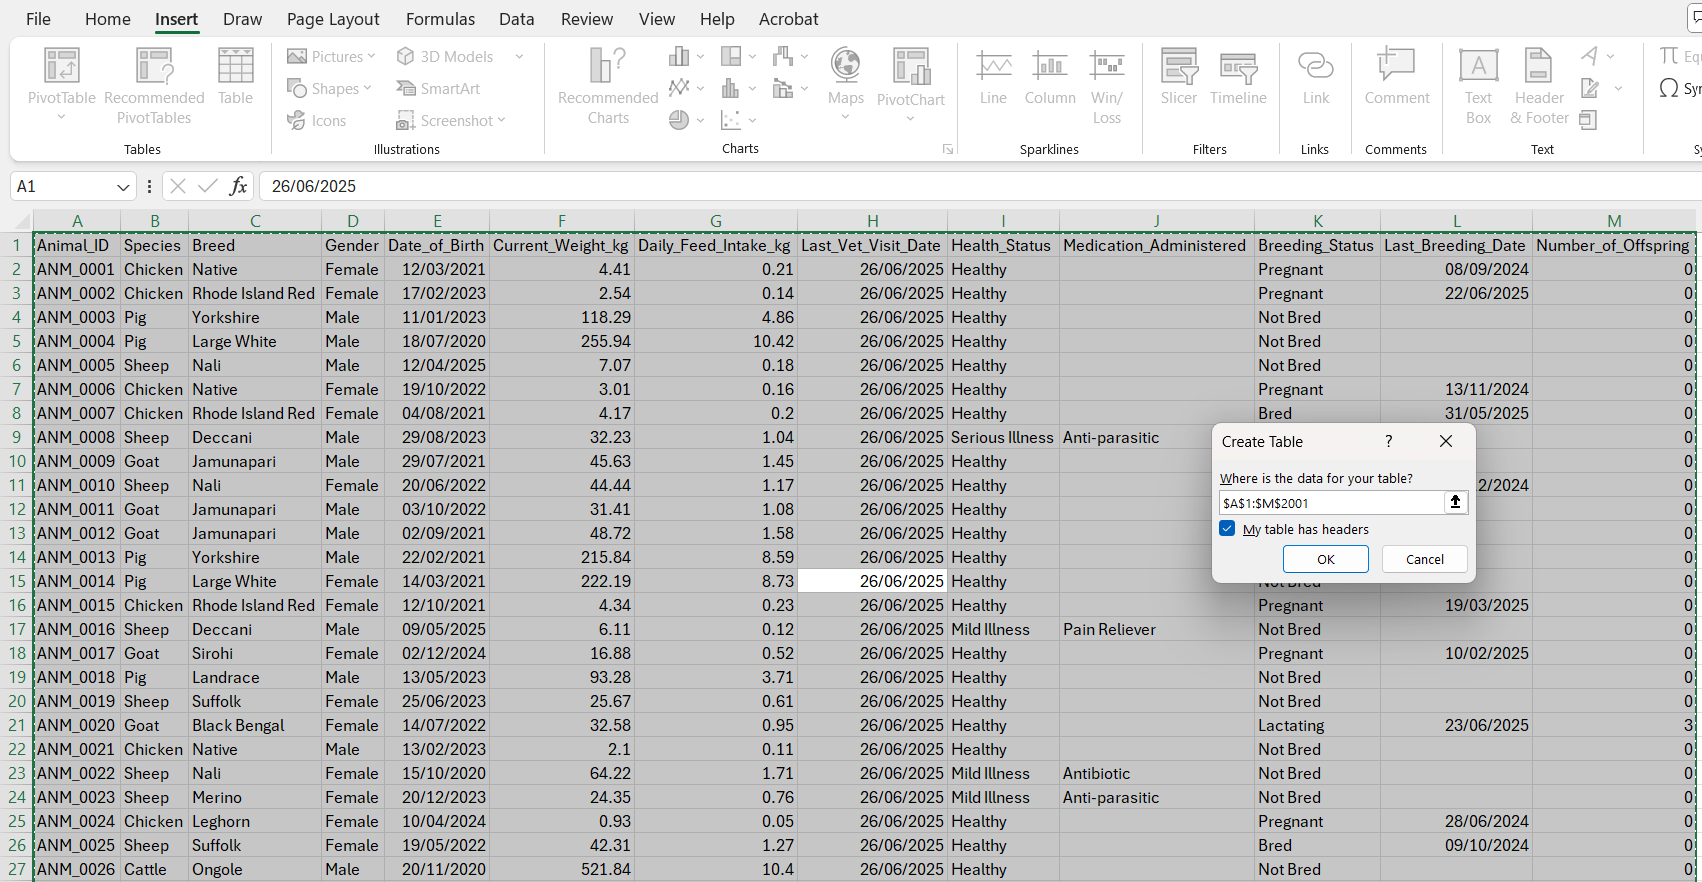 File Home Insert Draw Page Layout Formulas Data Review View Help Acrobat
PivotTable Recommended PivotTables Table
Tables
Pictures Shapes Icons 3D Models SmartArt Screenshot
Illustrations
Recommended Charts Maps PivotChart
Charts
Line Column Win/ Loss
Sparklines
Slicer Timeline
Filters
Link
Links
Comment
Comments
Text Box Header & Footer
Text
A1 fx 26/06/2025
A B C D E F G H I J K L M
1 Animal_ID Species Breed Gender Date_of_Birth Current_Weight_kg Daily_Feed_Intake_kg Last_Vet_Visit_Date Health_Status Medication_Administered Breeding_Status Last_Breeding_Date Number_of_Offspring
2 ANM_0001 Chicken Native Female 12/03/2021 4.41 0.21 26/06/2025 Healthy Pregnant 08/09/2024 0
3 ANM_0002 Chicken Rhode Island Red Female 17/02/2023 2.54 0.14 26/06/2025 Healthy Pregnant 22/06/2025 0
4 ANM_0003 Pig Yorkshire Male 11/01/2023 118.29 4.86 26/06/2025 Healthy Not Bred 0
5 ANM_0004 Pig Large White Male 18/07/2020 255.94 10.42 26/06/2025 Healthy Not Bred 0
6 ANM_0005 Sheep Nali Male 12/04/2025 7.07 0.18 26/06/2025 Healthy Not Bred 0
7 ANM_0006 Chicken Native Female 19/10/2022 3.01 0.16 26/06/2025 Healthy Pregnant 13/11/2024 0
8 ANM_0007 Chicken Rhode Island Red Female 04/08/2021 4.17 0.2 26/06/2025 Healthy Bred 31/05/2025 0
9 ANM_0008 Sheep Deccani Male 29/08/2023 32.23 1.04 26/06/2025 Serious Illness Anti-parasitic 0
10 ANM_0009 Goat Jamunapari Male 29/07/2021 45.63 1.45 26/06/2025 Healthy 0
11 ANM_0010 Sheep Nali Female 20/06/2022 44.44 1.17 26/06/2025 Healthy 2/2024 0
12 ANM_0011 Goat Jamunapari Male 03/10/2022 31.41 1.08 26/06/2025 Healthy 0
13 ANM_0012 Goat Jamunapari Male 02/09/2021 48.72 1.58 26/06/2025 Healthy 0
14 ANM_0013 Pig Yorkshire Male 22/02/2021 215.84 8.59 26/06/2025 Healthy 0
15 ANM_0014 Pig Large White Female 14/03/2021 222.19 8.73 26/06/2025 Healthy Not Bred 0
16 ANM_0015 Chicken Rhode Island Red Female 12/10/2021 4.34 0.23 26/06/2025 Healthy Pregnant 19/03/2025 0
17 ANM_0016 Sheep Deccani Male 09/05/2025 6.11 0.12 26/06/2025 Mild Illness Pain Reliever Not Bred 0
18 ANM_0017 Goat Sirohi Female 02/12/2024 16.88 0.52 26/06/2025 Healthy Pregnant 10/02/2025 0
19 ANM_0018 Pig Landrace Male 13/05/2023 93.28 3.71 26/06/2025 Healthy Not Bred 0
20 ANM_0019 Sheep Suffolk Female 25/06/2023 25.67 0.61 26/06/2025 Healthy Not Bred 0
21 ANM_0020 Goat Black Bengal Female 14/07/2022 32.58 0.95 26/06/2025 Healthy Lactating 23/06/2025 3
22 ANM_0021 Chicken Native Male 13/02/2023 2.1 0.11 26/06/2025 Healthy Not Bred 0
23 ANM_0022 Sheep Nali Female 15/10/2020 64.22 1.71 26/06/2025 Mild Illness Antibiotic Not Bred 0
24 ANM_0023 Sheep Merino Female 20/12/2023 24.35 0.76 26/06/2025 Mild Illness Anti-parasitic Not Bred 0
25 ANM_0024 Chicken Leghorn Female 10/04/2024 0.93 0.05 26/06/2025 Healthy Pregnant 28/06/2024 0
26 ANM_0025 Sheep Suffolk Female 19/05/2022 42.31 1.27 26/06/2025 Healthy Bred 09/10/2024 0
27 ANM_0026 Cattle Ongole Male 20/11/2020 521.84 10.4 26/06/2025 Healthy Not Bred 0
Create Table ?
Where is the data for your table?
$A$1:$M$2001
My table has headers
OK Cancel